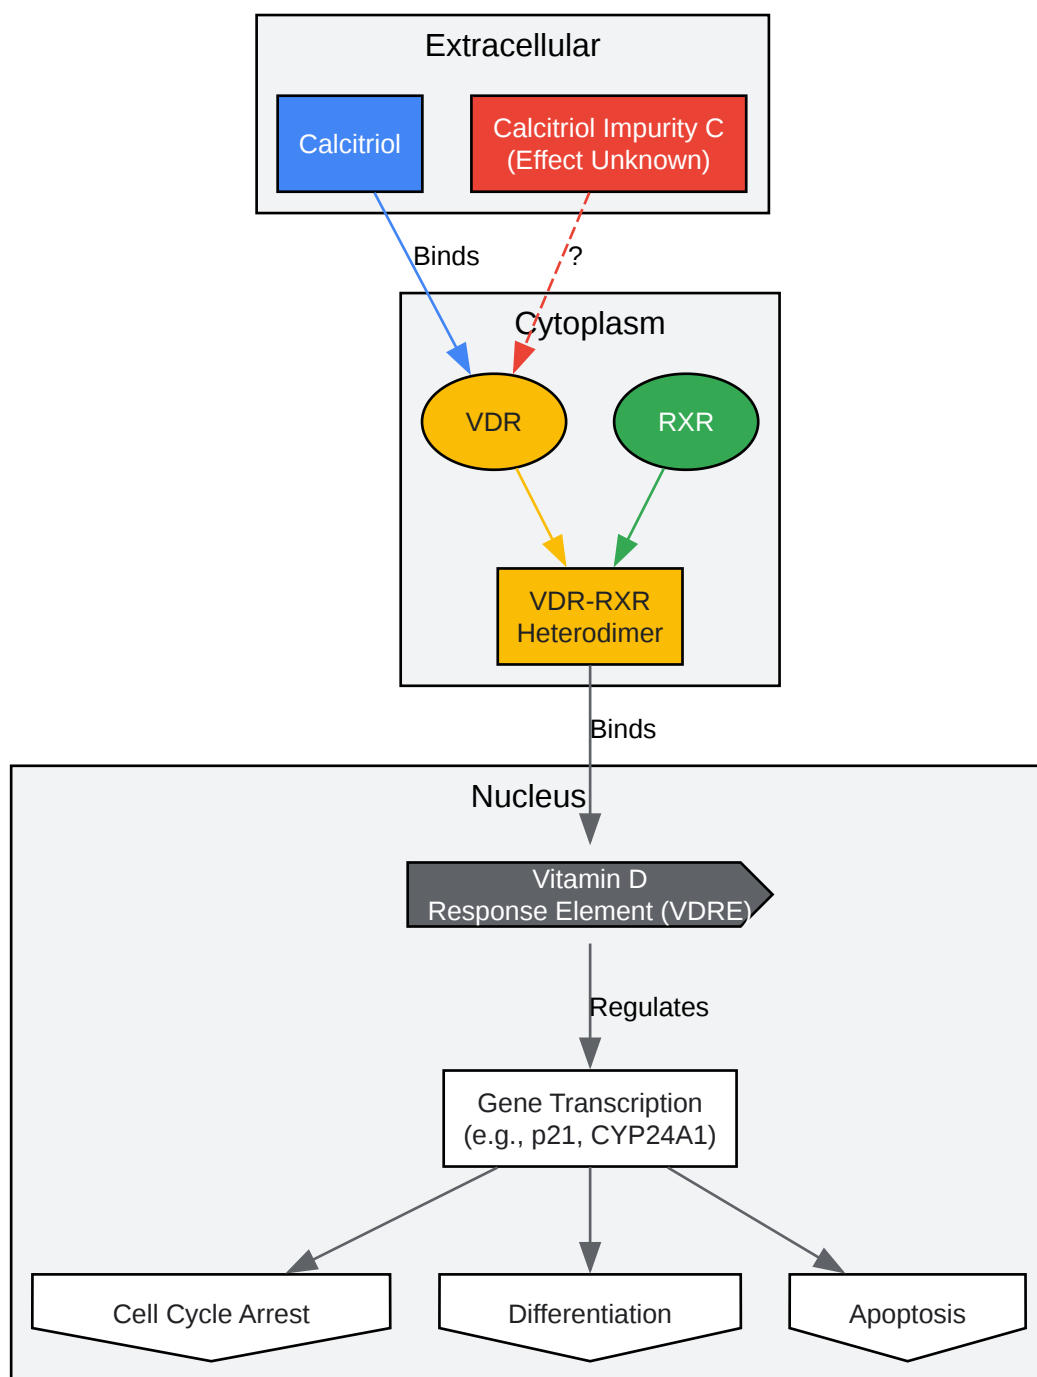 Extracellular
Calcitriol
Calcitriol Impurity C
(Effect Unknown)
Binds
?
Cytoplasm
VDR
RXR
VDR-RXR
Heterodimer
Binds
Nucleus
Vitamin D
Response Element (VDRE)
Regulates
Gene Transcription
(e.g., p21, CYP24A1)
Cell Cycle Arrest
Differentiation
Apoptosis